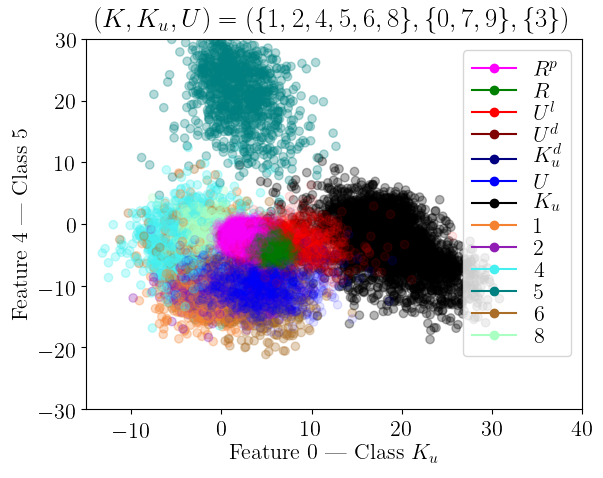 (K, K_u, U) = ({1, 2, 4, 5, 6, 8}, {0, 7, 9}, {3})
30
20
10
0
−10
−20
−30
Feature 4 — Class 5
−10
0
10
20
30
40
Feature 0 — Class K_u
R^p
R
U^l
U^d
K_u^d
U
K_u
1
2
4
5
6
8